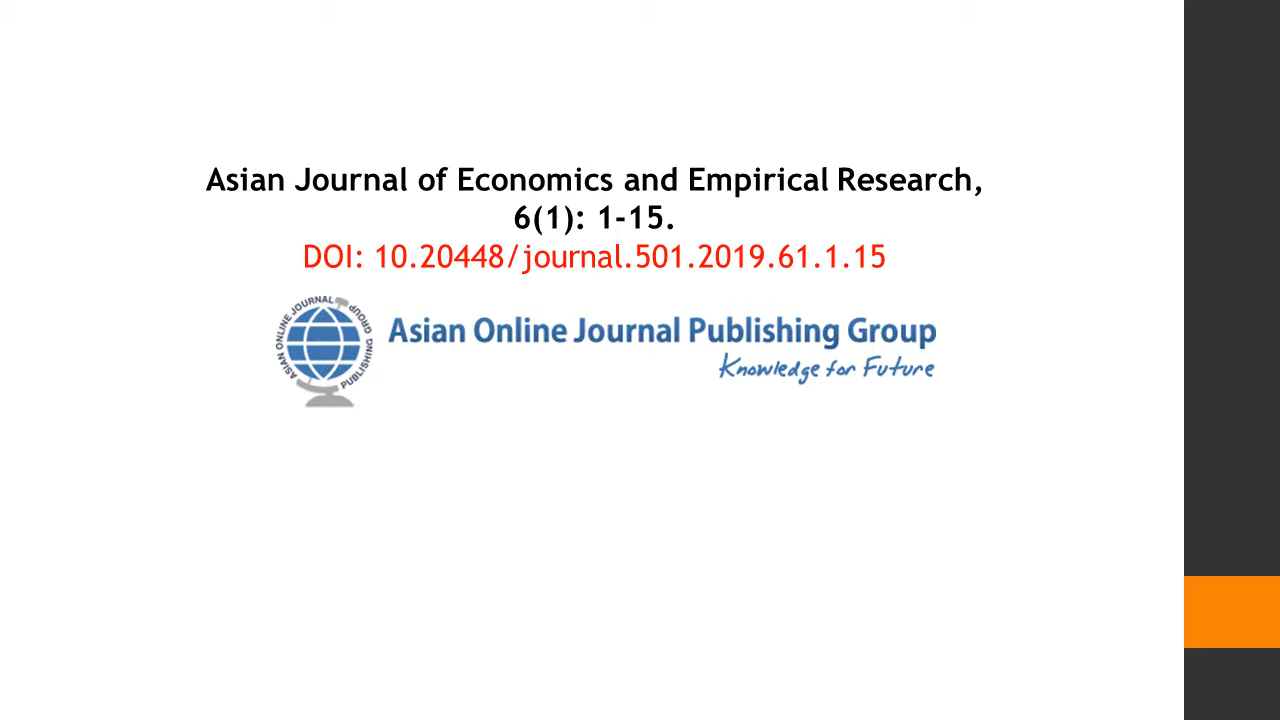 Asian Journal of Economics and Empirical Research,
6(1): 1-15.
DOI: 10.20448/journal.501.2019.61.1.15
ASIAN ONLINE JOURNAL PUBLISHING GROUP
Asian Online Journal Publishing Group
Knowledge for Future